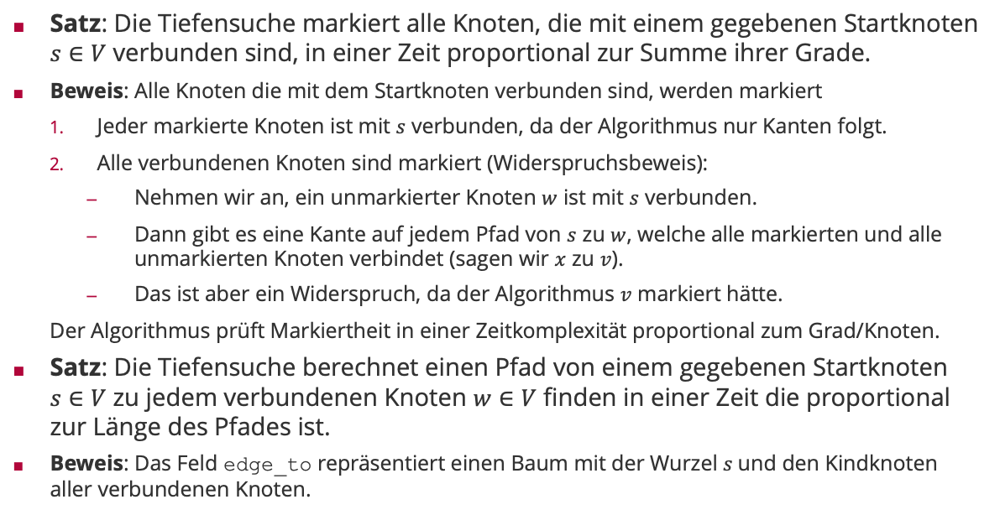 ▪ Satz: Die Tiefensuche markiert alle Knoten, die mit einem gegebenen Startknoten
𝑠 ∈ 𝑉 verbunden sind, in einer Zeit proportional zur Summe ihrer Grade.
▪ Beweis: Alle Knoten die mit dem Startknoten verbunden sind, werden markiert
1. Jeder markierte Knoten ist mit 𝑠 verbunden, da der Algorithmus nur Kanten folgt.
2. Alle verbundenen Knoten sind markiert (Widerspruchsbeweis):
– Nehmen wir an, ein unmarkierter Knoten 𝑤 ist mit 𝑠 verbunden.
– Dann gibt es eine Kante auf jedem Pfad von 𝑠 zu 𝑤, welche alle markierten und alle
unmarkierten Knoten verbindet (sagen wir 𝑥 zu 𝑣).
– Das ist aber ein Widerspruch, da der Algorithmus 𝑣 markiert hätte.
Der Algorithmus prüft Markiertheit in einer Zeitkomplexität proportional zum Grad/Knoten.
▪ Satz: Die Tiefensuche berechnet einen Pfad von einem gegebenen Startknoten
𝑠 ∈ 𝑉 zu jedem verbundenen Knoten 𝑤 ∈ 𝑉 finden in einer Zeit die proportional
zur Länge des Pfades ist.
▪ Beweis: Das Feld edge_to repräsentiert einen Baum mit der Wurzel 𝑠 und den Kindknoten
aller verbundenen Knoten.